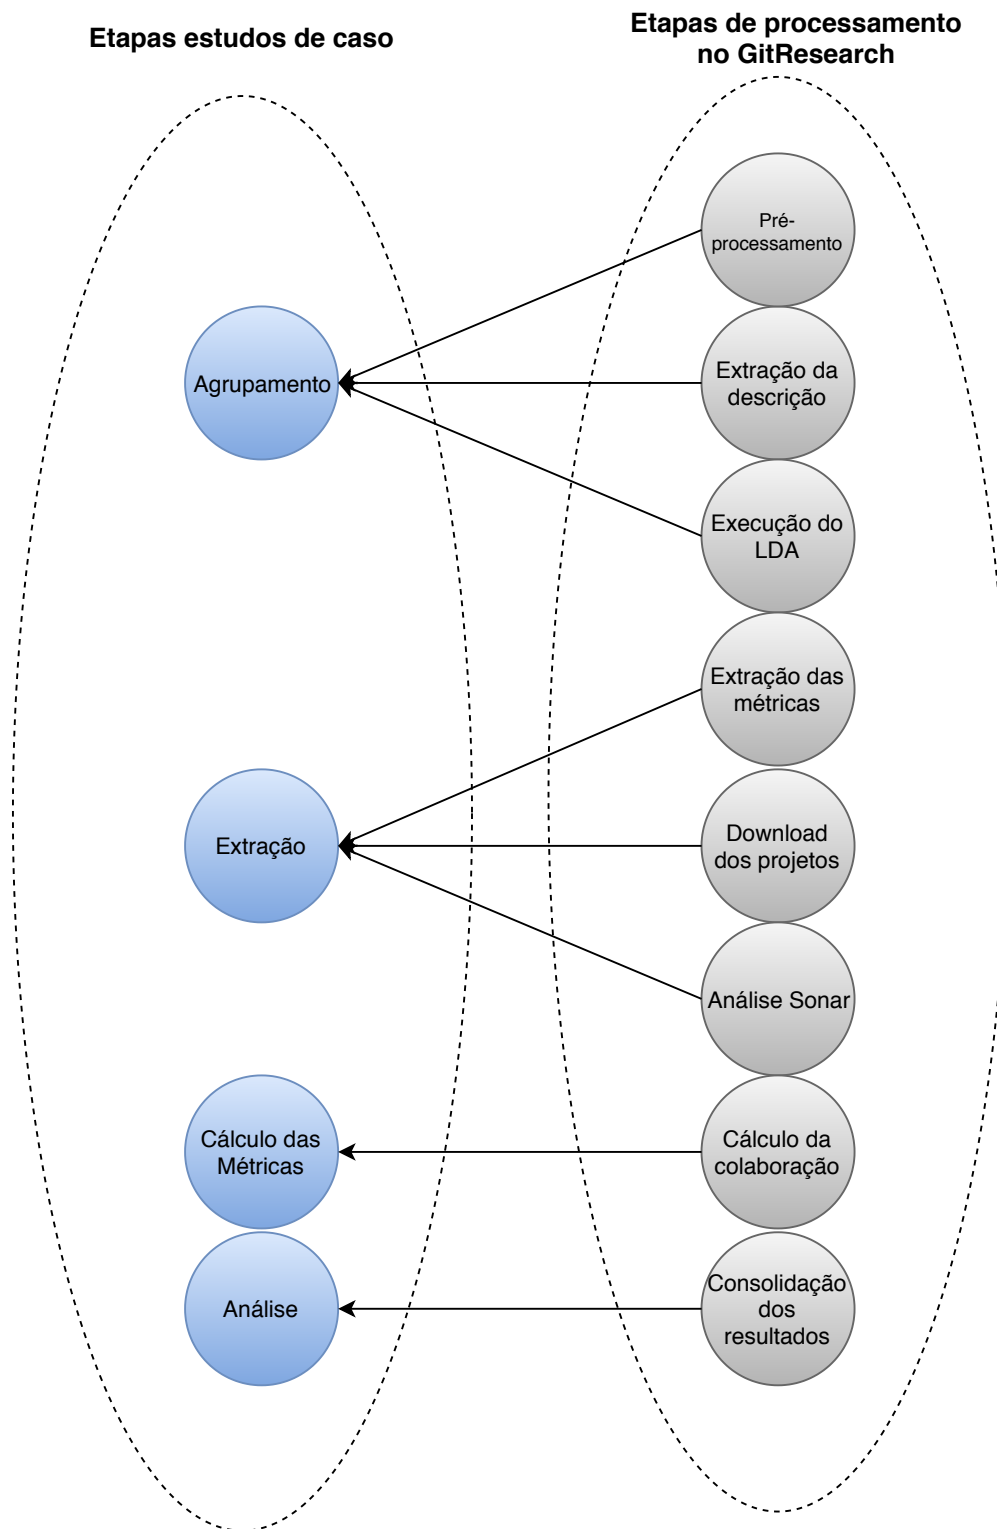 Etapas estudos de caso
Etapas de processamento
no GitResearch
Pré-
processamento
Agrupamento
Extração da
descrição
Execução do
LDA
Extração das
métricas
Extração
Download
dos projetos
Análise Sonar
Cálculo das
Métricas
Cálculo da
colaboração
Análise
Consolidação
dos
resultados